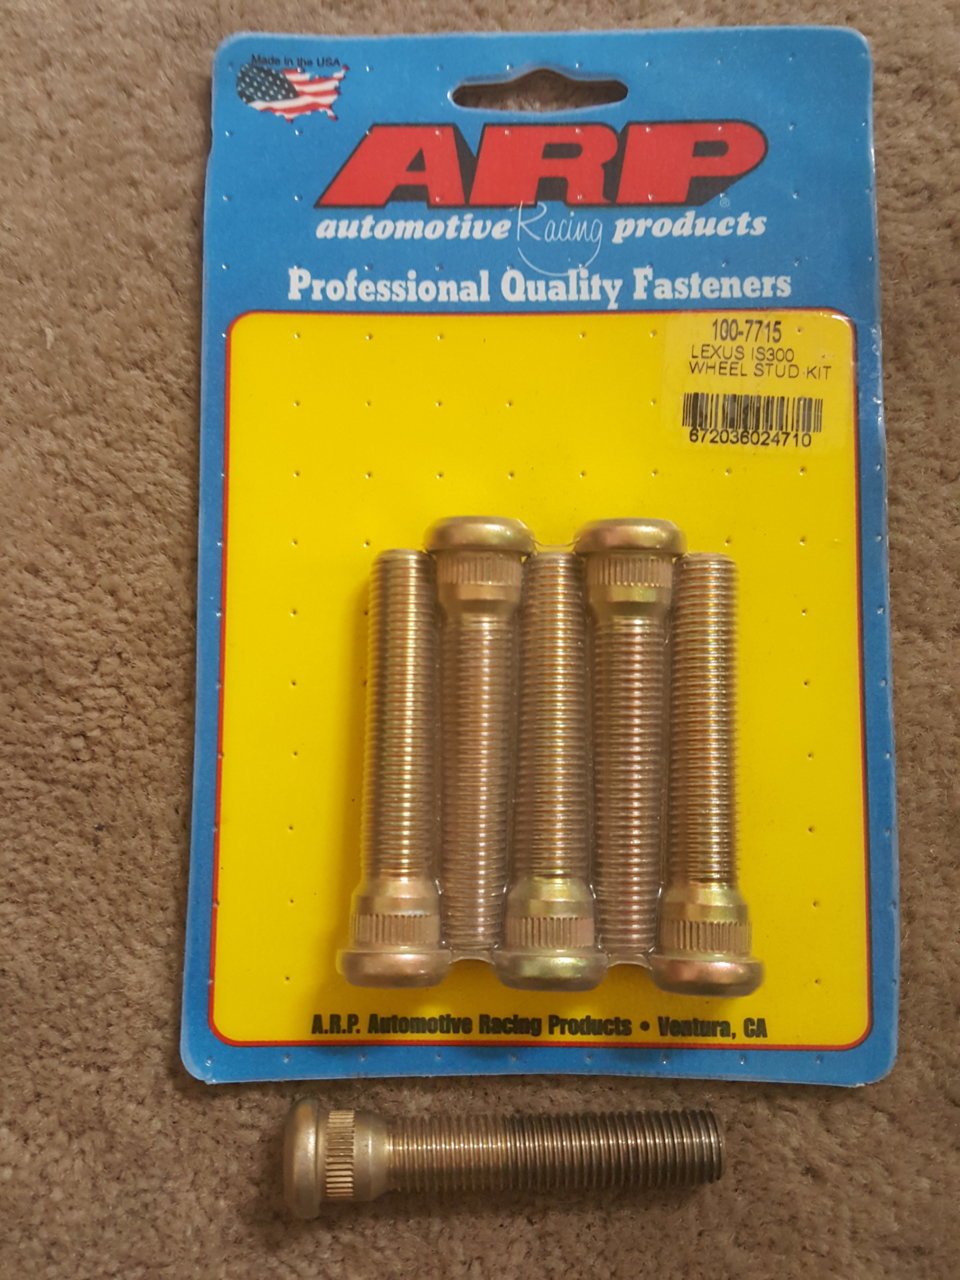 Made in the USA
ARP
®
automotive Racing products
Professional Quality Fasteners
100-7715
LEXUS IS300
WHEEL STUD KIT
672036024710
A.R.P. Automotive Racing Products • Ventura, CA